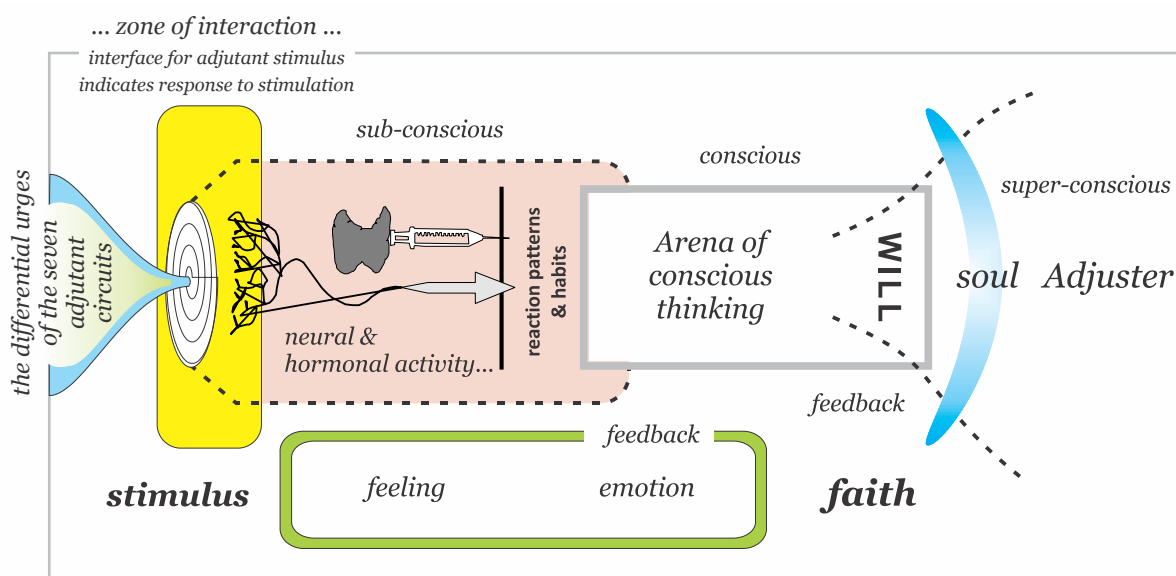 ... zone of interaction ...
interface for adjutant stimulus
indicates response to stimulation
the differential urges
of the seven
adjutant
circuits
sub-conscious
neural &
hormonal activity...
reaction patterns
& habits
conscious
Arena of
conscious
thinking
WILL
super-conscious
soul Adjuster
feedback
feedback
feeling emotion
stimulus
faith